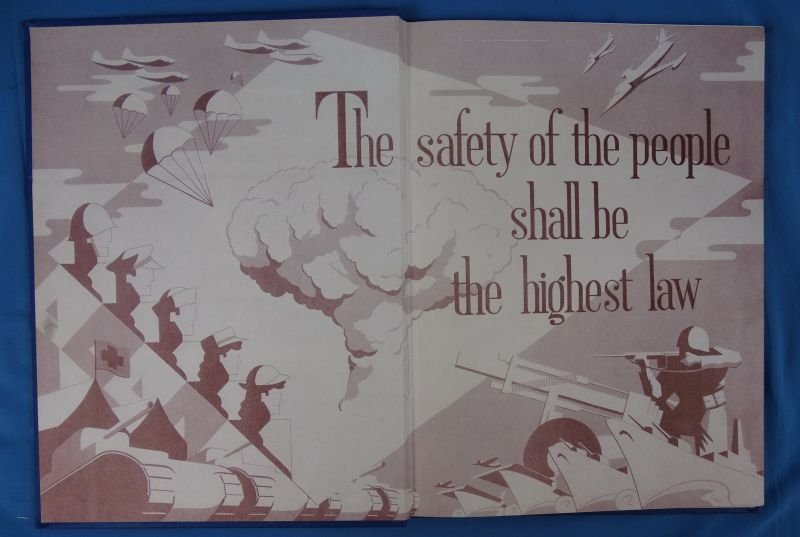 The safety of the people
shall be
the highest law